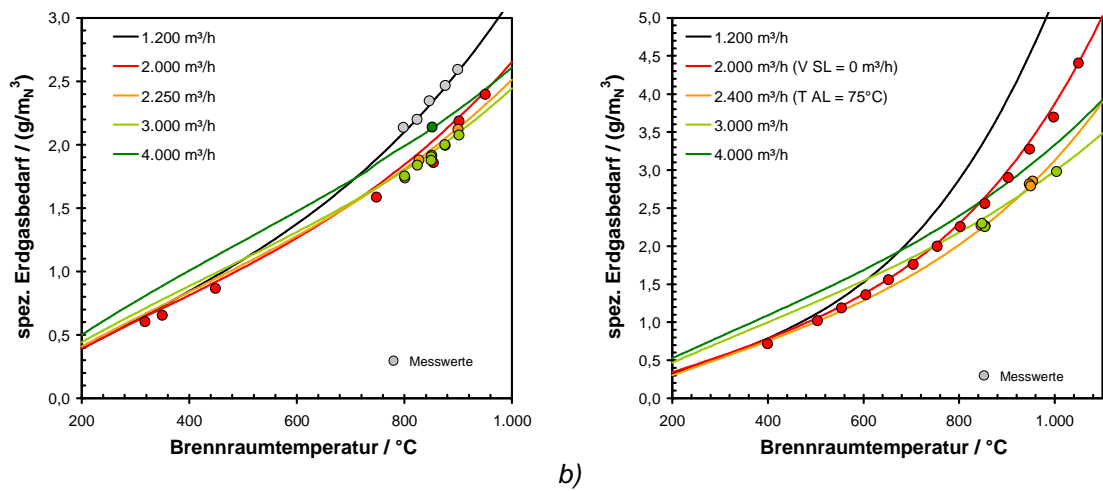 3,0
2,5
2,0
1,5
1,0
0,5
0,0
spez. Erdgasbedarf / (g/m_N^3)
1.200 m³/h
2.000 m³/h
2.250 m³/h
3.000 m³/h
4.000 m³/h
Messwerte
200 400 600 800 1.000
Brennraumtemperatur / °C
5,0
4,5
4,0
3,5
3,0
2,5
2,0
1,5
1,0
0,5
0,0
spez. Erdgasbedarf / (g/m_N^3)
1.200 m³/h
2.000 m³/h (V SL = 0 m³/h)
2.400 m³/h (T AL = 75°C)
3.000 m³/h
4.000 m³/h
Messwerte
200 400 600 800 1.000
Brennraumtemperatur / °C
b)